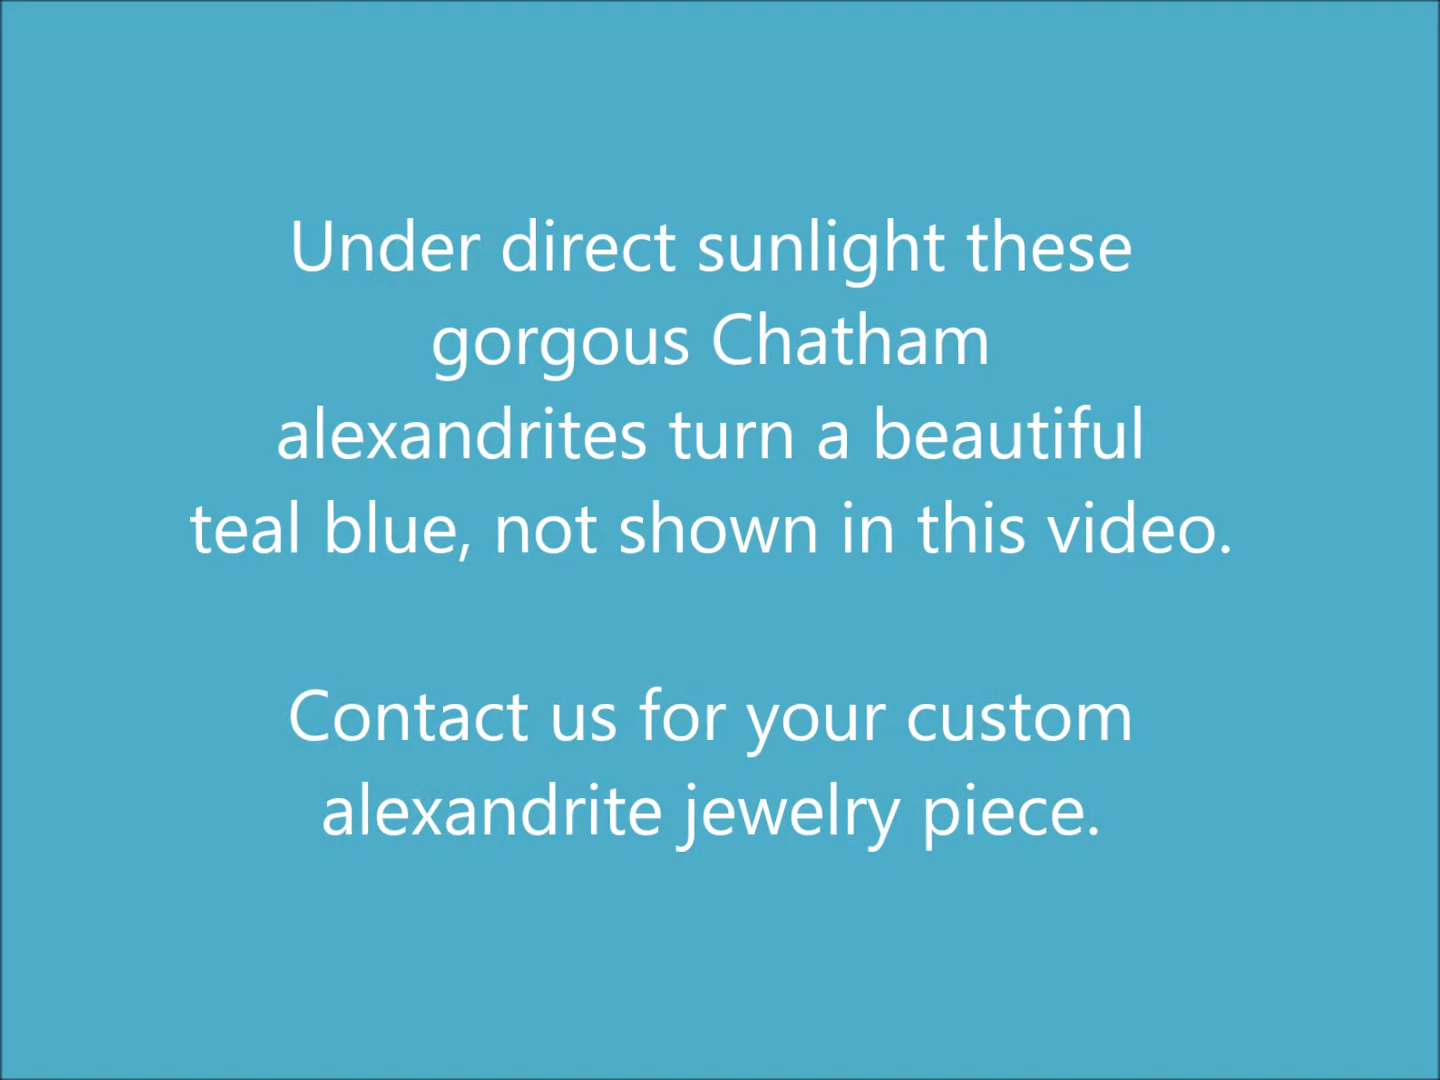 Under direct sunlight these
gorgous Chatham
alexandrites turn a beautiful
teal blue, not shown in this video.
Contact us for your custom
alexandrite jewelry piece.